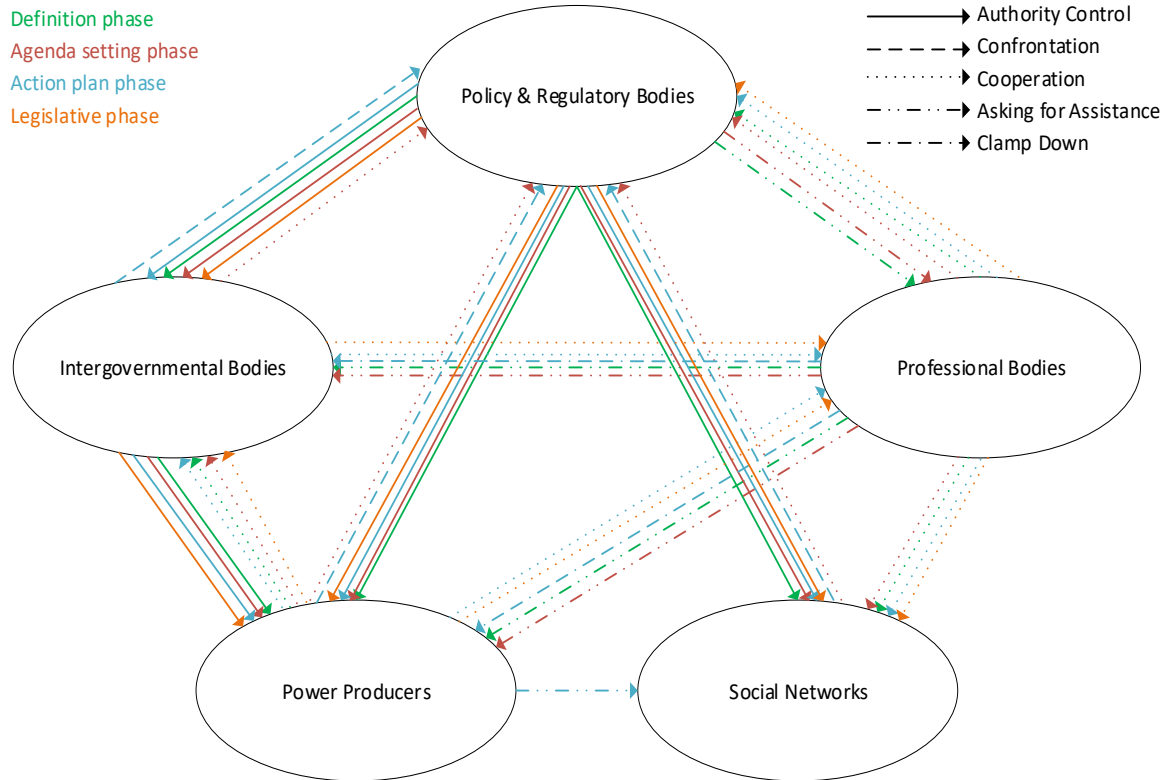 Definition phase
Agenda setting phase
Action plan phase
Legislative phase
Authority Control
Confrontation
Cooperation
Asking for Assistance
Clamp Down
Policy & Regulatory Bodies
Intergovernmental Bodies
Professional Bodies
Power Producers
Social Networks